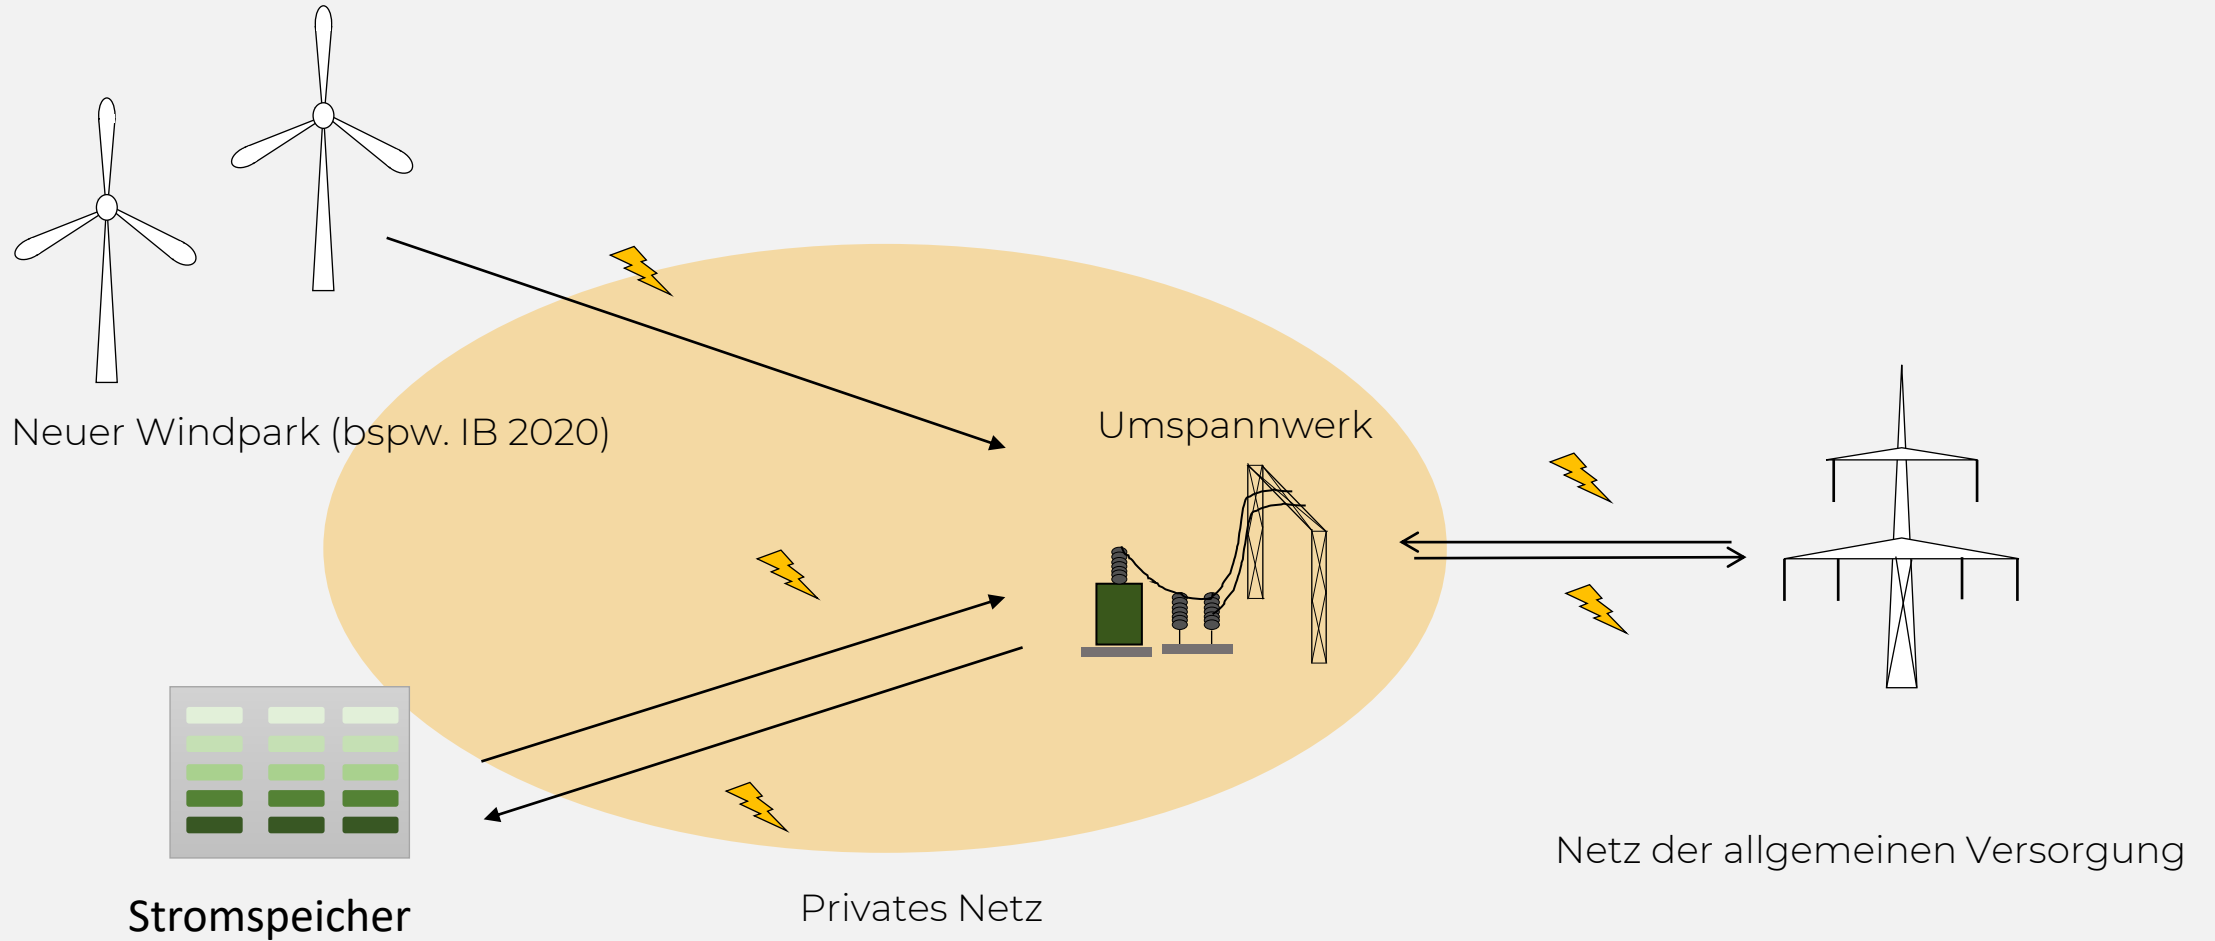 Neuer Windpark (bspw. IB 2020)
Umspannwerk
Netz der allgemeinen Versorgung
Stromspeicher
Privates Netz